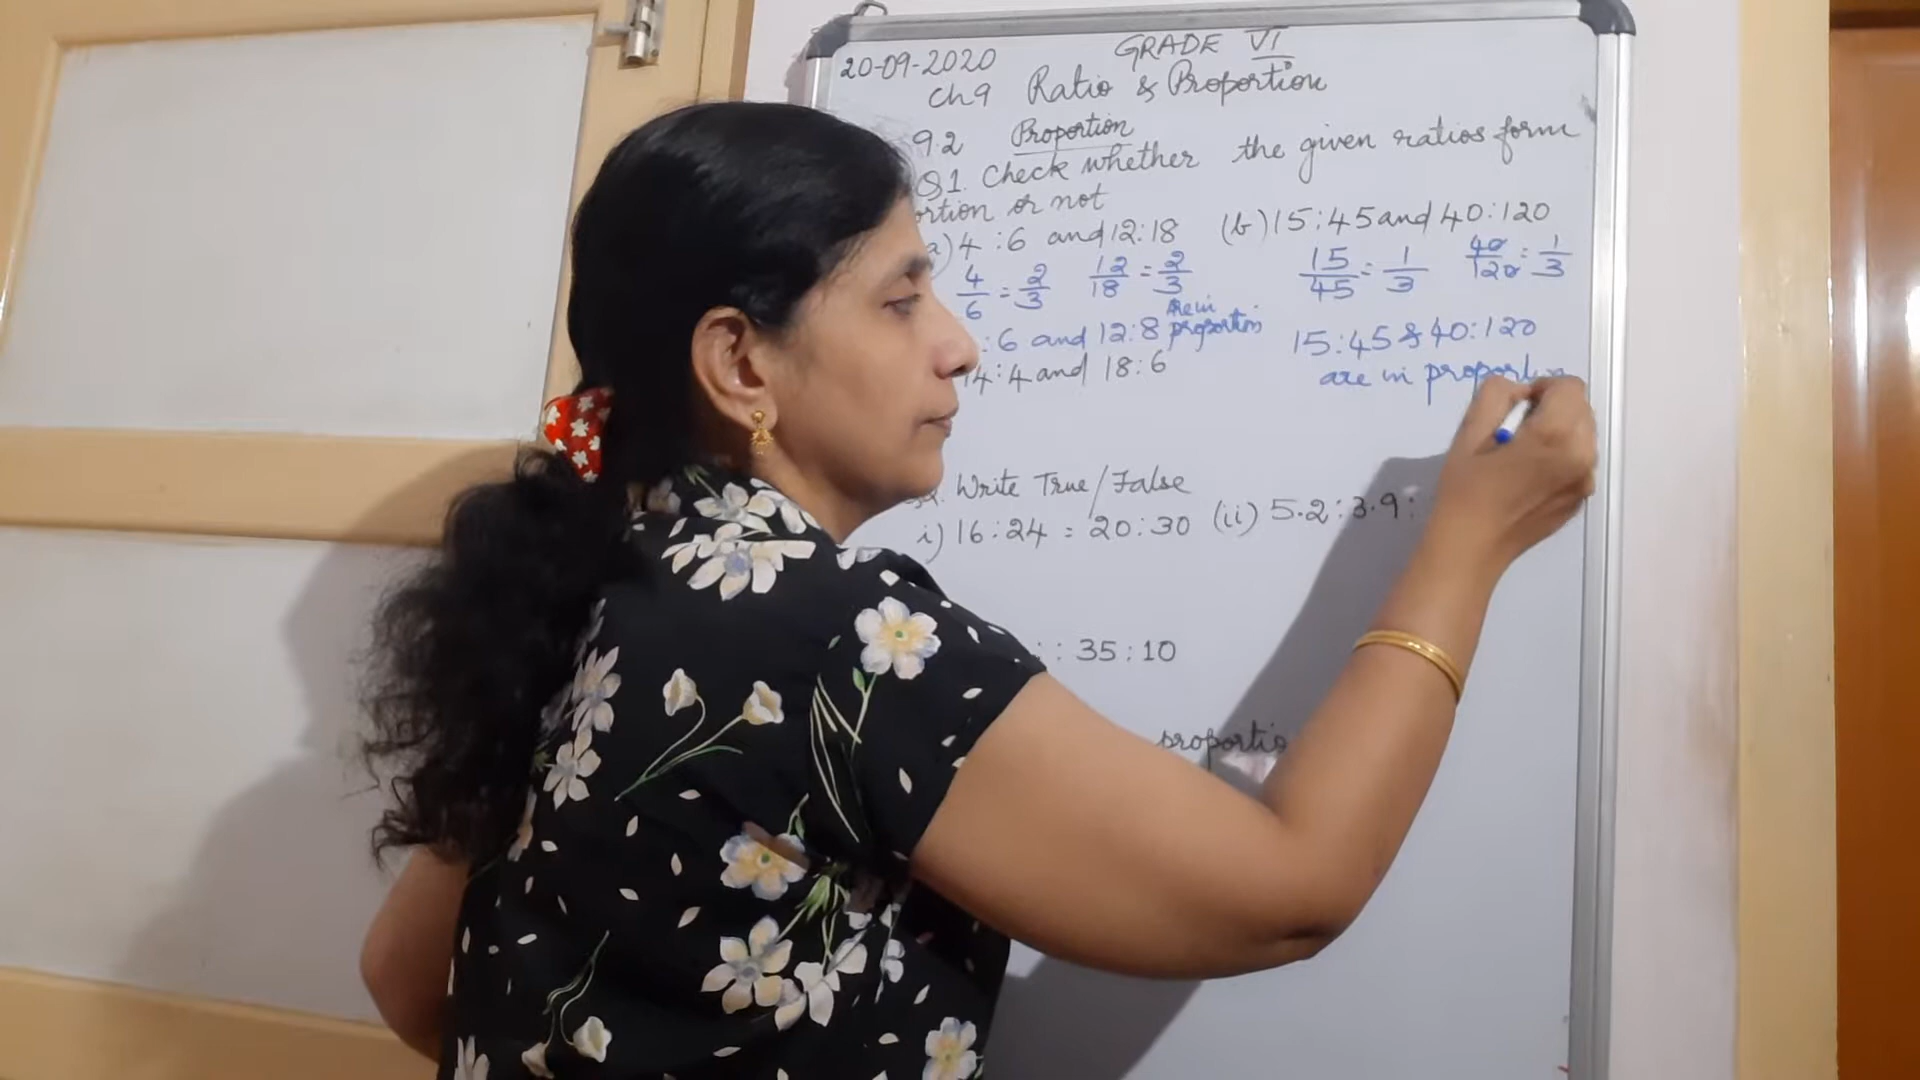 20-09-2020 GRADE VI
Ch 9 Ratio & Proportion
9.2 Proportion
Q1. Check whether the given ratios form
ortion or not
a) 4 : 6 and 12:18 (b) 15:45 and 40:120
4/6 = 2/3 12/18 = 2/3 15/45 = 1/3 40/120 = 1/3
: 6 and 12:8 are in proportion 15:45 & 40:120
14:4 and 18:6 are in proportion
Write True/False
i) 16:24 = 20:30 (ii) 5.2 : 3.9 :
: : 35 : 10
proportio